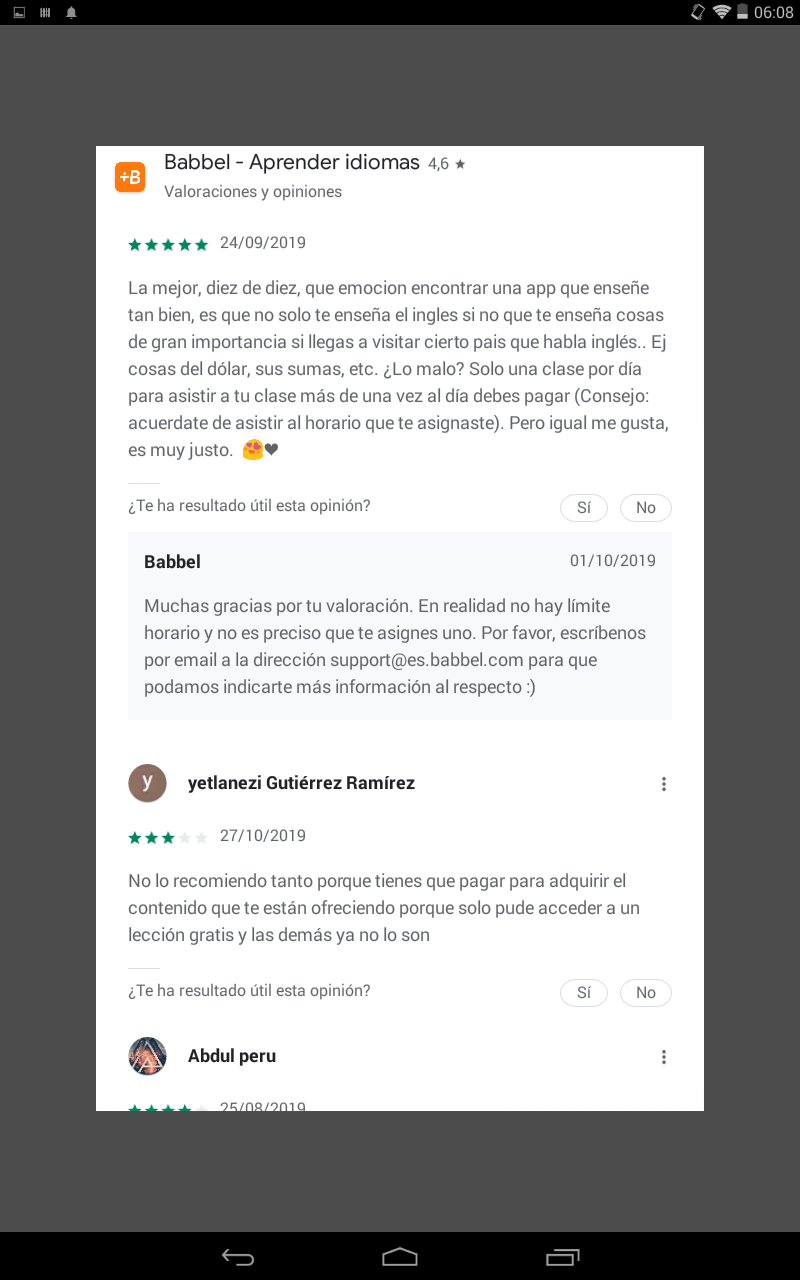 06:08
+B
Babbel - Aprender idiomas 4,6 ★
Valoraciones y opiniones
24/09/2019
La mejor, diez de diez, que emocion encontrar una app que enseñe
tan bien, es que no solo te enseña el ingles si no que te enseña cosas
de gran importancia si llegas a visitar cierto pais que habla inglés.. Ej
cosas del dólar, sus sumas, etc. ¿Lo malo? Solo una clase por día
para asistir a tu clase más de una vez al día debes pagar (Consejo:
acuerdate de asistir al horario que te asignaste). Pero igual me gusta,
es muy justo. 😍❤
¿Te ha resultado útil esta opinión? Sí No
Babbel 01/10/2019
Muchas gracias por tu valoración. En realidad no hay límite
horario y no es preciso que te asignes uno. Por favor, escríbenos
por email a la dirección support@es.babbel.com para que
podamos indicarte más información al respecto :)
y
yetlanezi Gutiérrez Ramírez
27/10/2019
No lo recomiendo tanto porque tienes que pagar para adquirir el
contenido que te están ofreciendo porque solo pude acceder a un
lección gratis y las demás ya no lo son
¿Te ha resultado útil esta opinión? Sí No
Abdul peru
25/08/2019